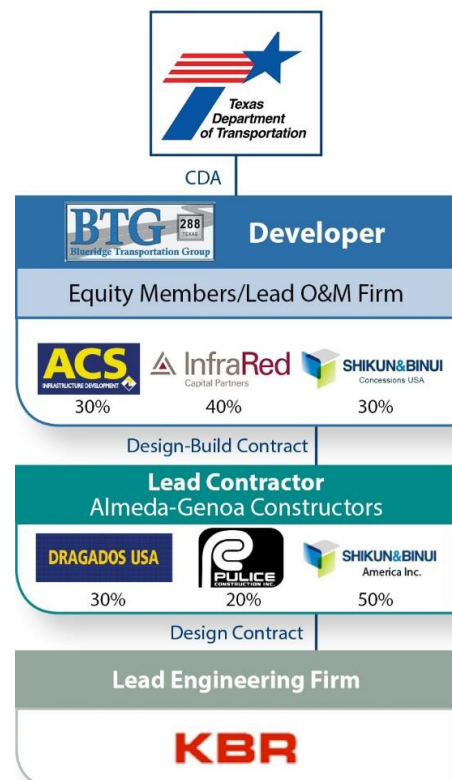 Texas
Department
of Transportation
CDA
BTG 288
TEXAS
Blueridge Transportation Group
Developer
Equity Members/Lead O&M Firm
ACS
INFRASTRUCTURE DEVELOPMENT
InfraRed
Capital Partners
SHIKUN&BINUI
Concessions USA
30% 40% 30%
Design-Build Contract
Lead Contractor
Almeda-Genoa Constructors
DRAGADOS USA
PULICE
CONSTRUCTION INC.
SHIKUN&BINUI
America Inc.
30% 20% 50%
Design Contract
Lead Engineering Firm
KBR